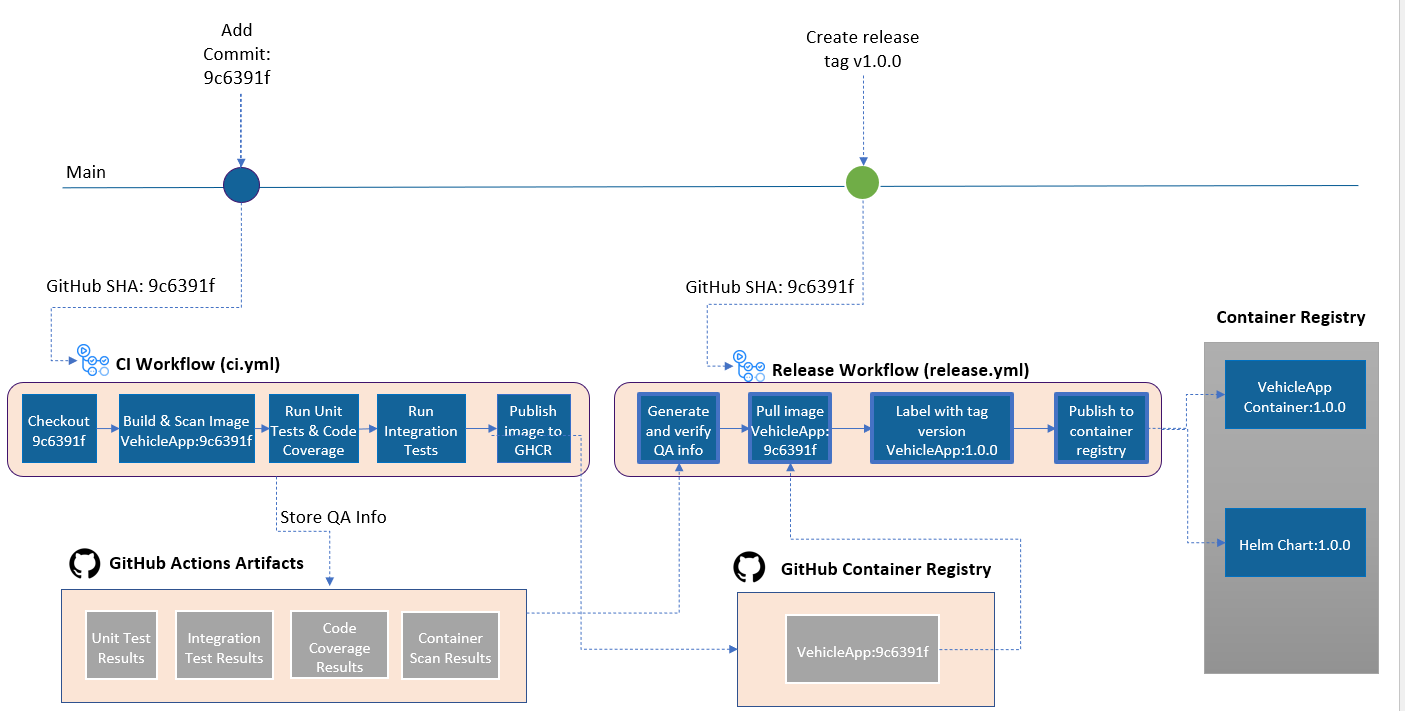 Add
Commit:
9c6391f
Create release
tag v1.0.0
Main
GitHub SHA: 9c6391f
GitHub SHA: 9c6391f
Container Registry
CI Workflow (ci.yml)
Release Workflow (release.yml)
Checkout
9c6391f
Build & Scan Image
VehicleApp:9c6391f
Run Unit
Tests & Code
Coverage
Run
Integration
Tests
Publish
image to
GHCR
Generate
and verify
QA info
Pull image
VehicleApp:
9c6391f
Label with tag
version
VehicleApp:1.0.0
Publish to
container
registry
VehicleApp
Container:1.0.0
Helm Chart:1.0.0
Store QA Info
GitHub Actions Artifacts
Unit Test
Results
Integration
Test Results
Code
Coverage
Results
Container
Scan Results
GitHub Container Registry
VehicleApp:9c6391f